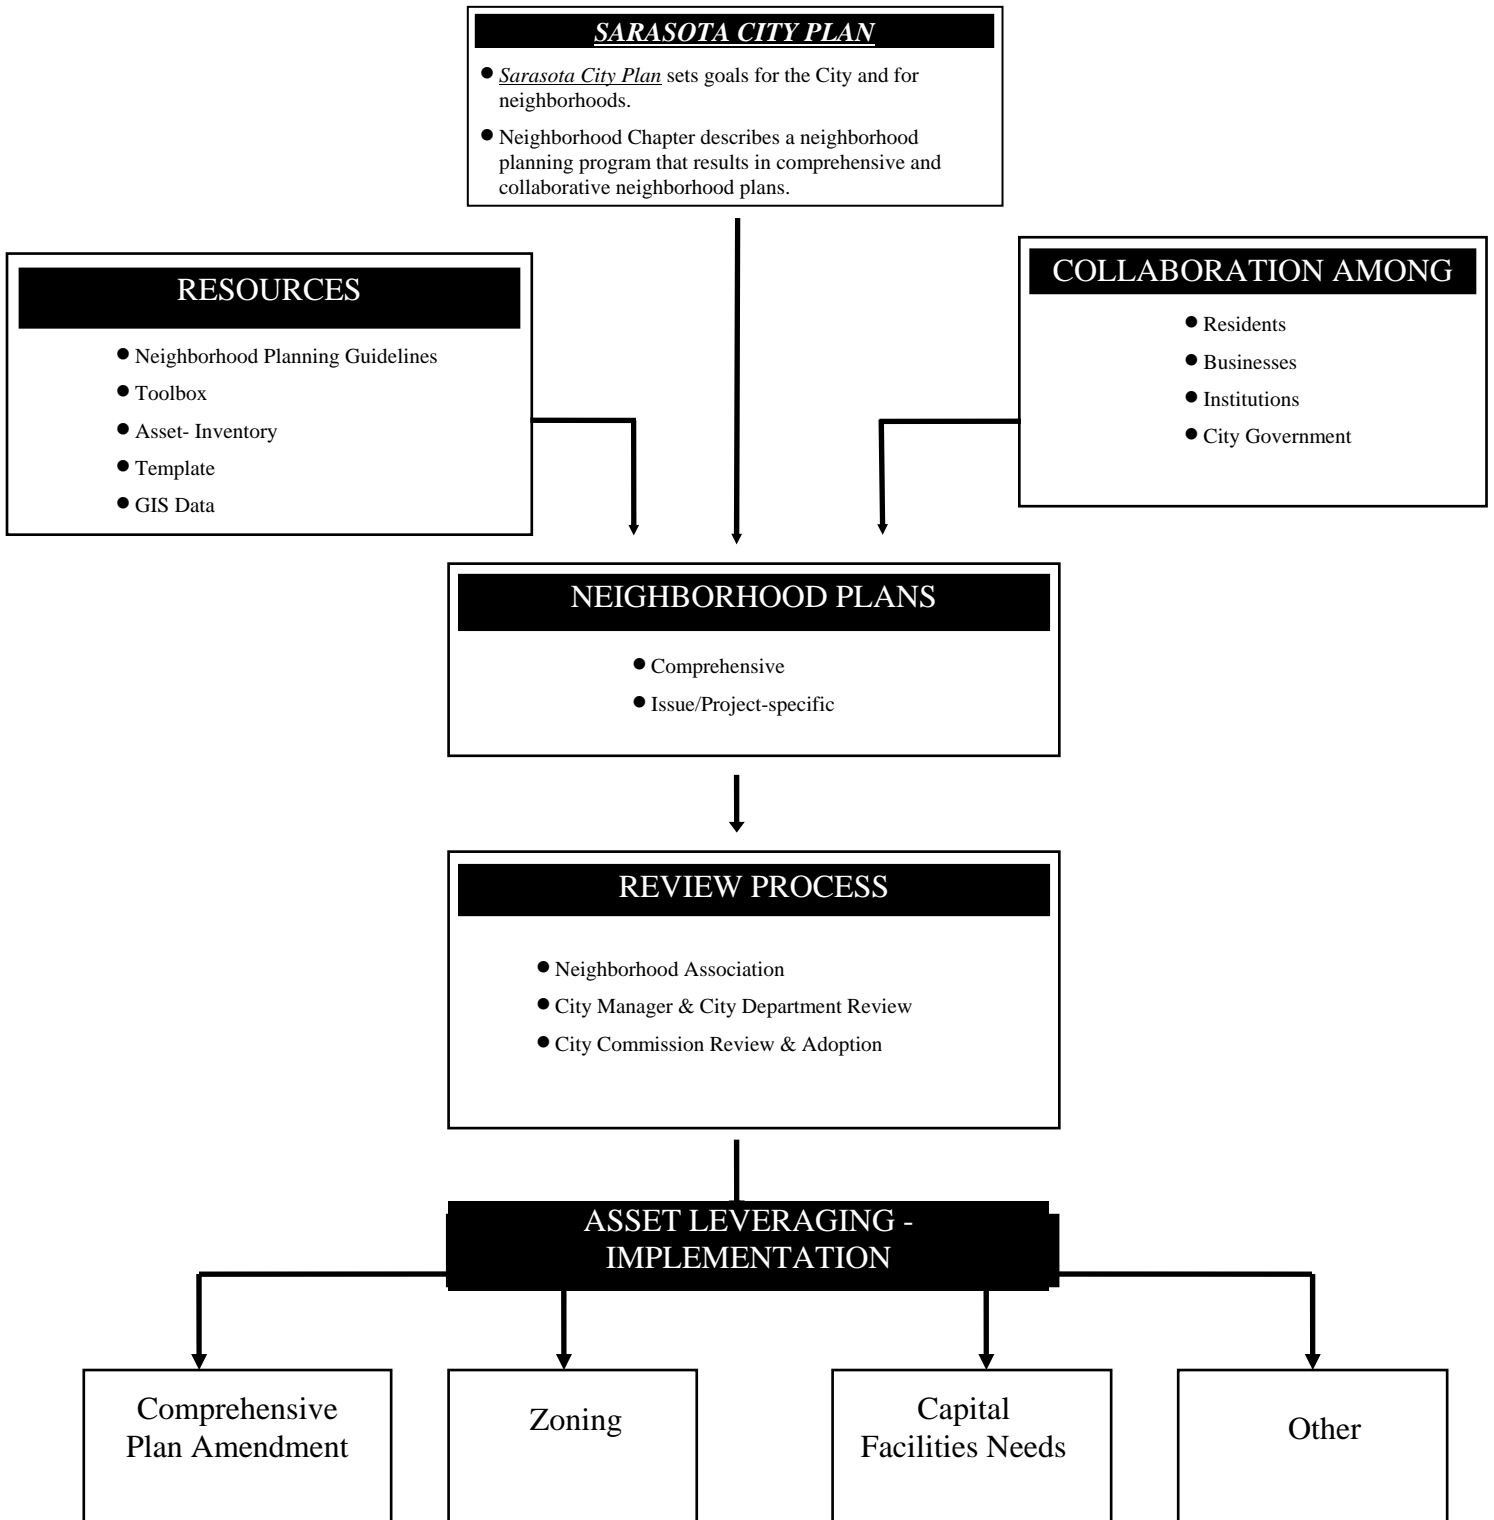 SARASOTA CITY PLAN
● Sarasota City Plan sets goals for the City and for
neighborhoods.
● Neighborhood Chapter describes a neighborhood
planning program that results in comprehensive and
collaborative neighborhood plans.
RESOURCES
● Neighborhood Planning Guidelines
● Toolbox
● Asset- Inventory
● Template
● GIS Data
COLLABORATION AMONG
● Residents
● Businesses
● Institutions
● City Government
NEIGHBORHOOD PLANS
● Comprehensive
● Issue/Project-specific
REVIEW PROCESS
● Neighborhood Association
● City Manager & City Department Review
● City Commission Review & Adoption
ASSET LEVERAGING -
IMPLEMENTATION
Comprehensive
Plan Amendment
Zoning
Capital
Facilities Needs
Other